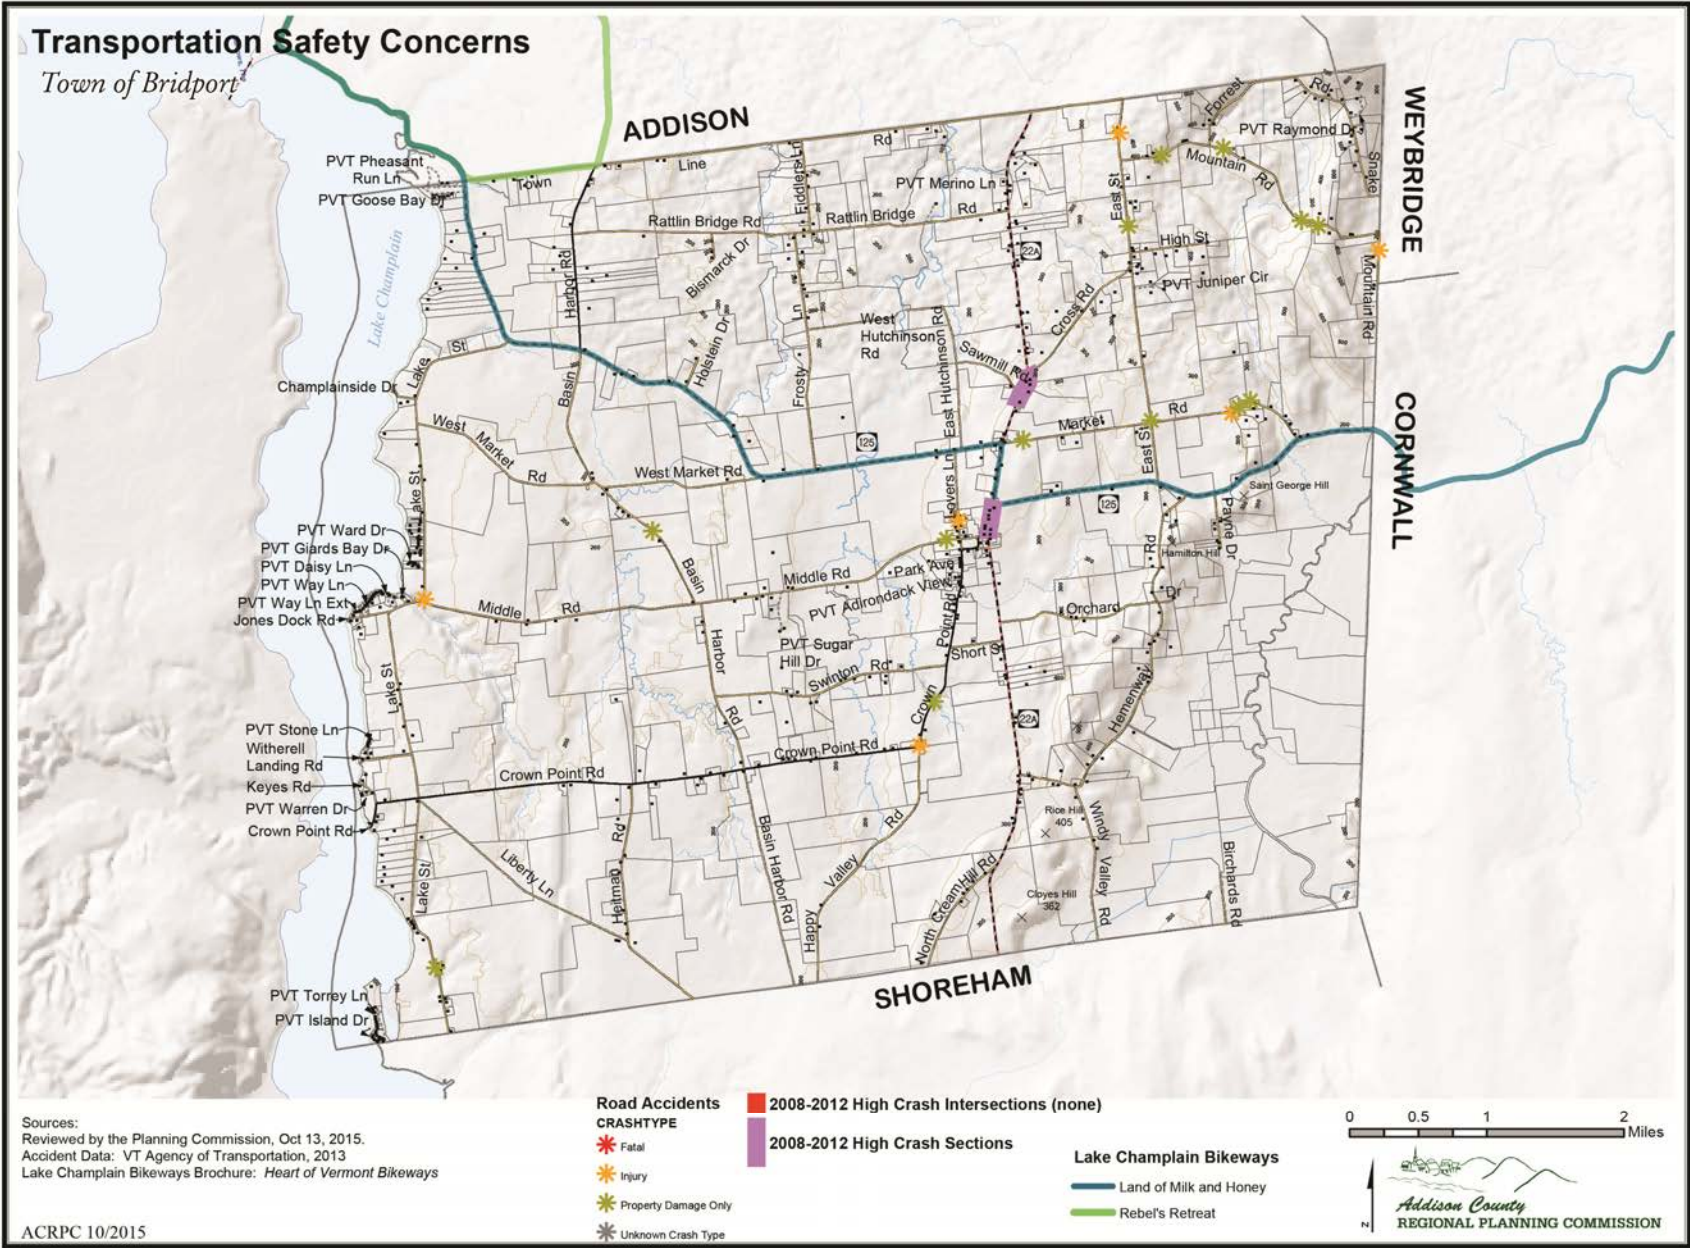 Transportation Safety Concerns
Town of Bridport
ADDISON
WEYBRIDGE
CORNWALL
SHOREHAM
Lake Champlain
PVT Pheasant
Run Ln
PVT Goose Bay Dr
Town
Line
Rd
Forrest
Rd
PVT Raymond Dr
Mountain
Rd
Snake
Mountain Rd
PVT Merino Ln
East St
Fiddlers Ln
Rattlin Bridge Rd
Rattlin Bridge
Rd
22A
High St
PVT Juniper Cir
Bismarck Dr
Harbor Rd
Ln
Cross Rd
West
Hutchinson
Rd
East Hutchinson Rd
Sawmill Rd
Holstein Dr
Frosty
Lake
St
Champlainside Dr
Basin
West
Market
Rd
West Market Rd
125
Market
Rd
East St
Lovers Ln
Lake St
Saint George Hill
125
Payne Dr
Hamilton Hill
Rd
PVT Ward Dr
PVT Giards Bay Dr
PVT Daisy Ln
PVT Way Ln
PVT Way Ln Ext
Jones Dock Rd
Basin
Middle Rd
Park Ave
PVT Adirondack View
Middle
Rd
Orchard
Dr
Harbor
PVT Sugar
Hill Dr
Point Rd
Short St
Swinton
Rd
Lake St
Crown
Rd
22A
Hemenway
PVT Stone Ln
Witherell
Landing Rd
Keyes Rd
PVT Warren Dr
Crown Point Rd
Crown Point Rd
Crown Point Rd
Rice Hill
405
Windy
Valley
Rd
Birchards Rd
Rd
Valley
Happy
Basin Harbor Rd
Heitman
Rd
Liberty Ln
Lake St
North Cream Hill Rd
Cloyes Hill
362
PVT Torrey Ln
PVT Island Dr
Sources:
Reviewed by the Planning Commission, Oct 13, 2015.
Accident Data: VT Agency of Transportation, 2013
Lake Champlain Bikeways Brochure: Heart of Vermont Bikeways
ACRPC 10/2015
Road Accidents
CRASHTYPE
Fatal
Injury
Property Damage Only
Unknown Crash Type
2008-2012 High Crash Intersections (none)
2008-2012 High Crash Sections
Lake Champlain Bikeways
Land of Milk and Honey
Rebel's Retreat
0 0.5 1 2
Miles
N
Addison County
REGIONAL PLANNING COMMISSION